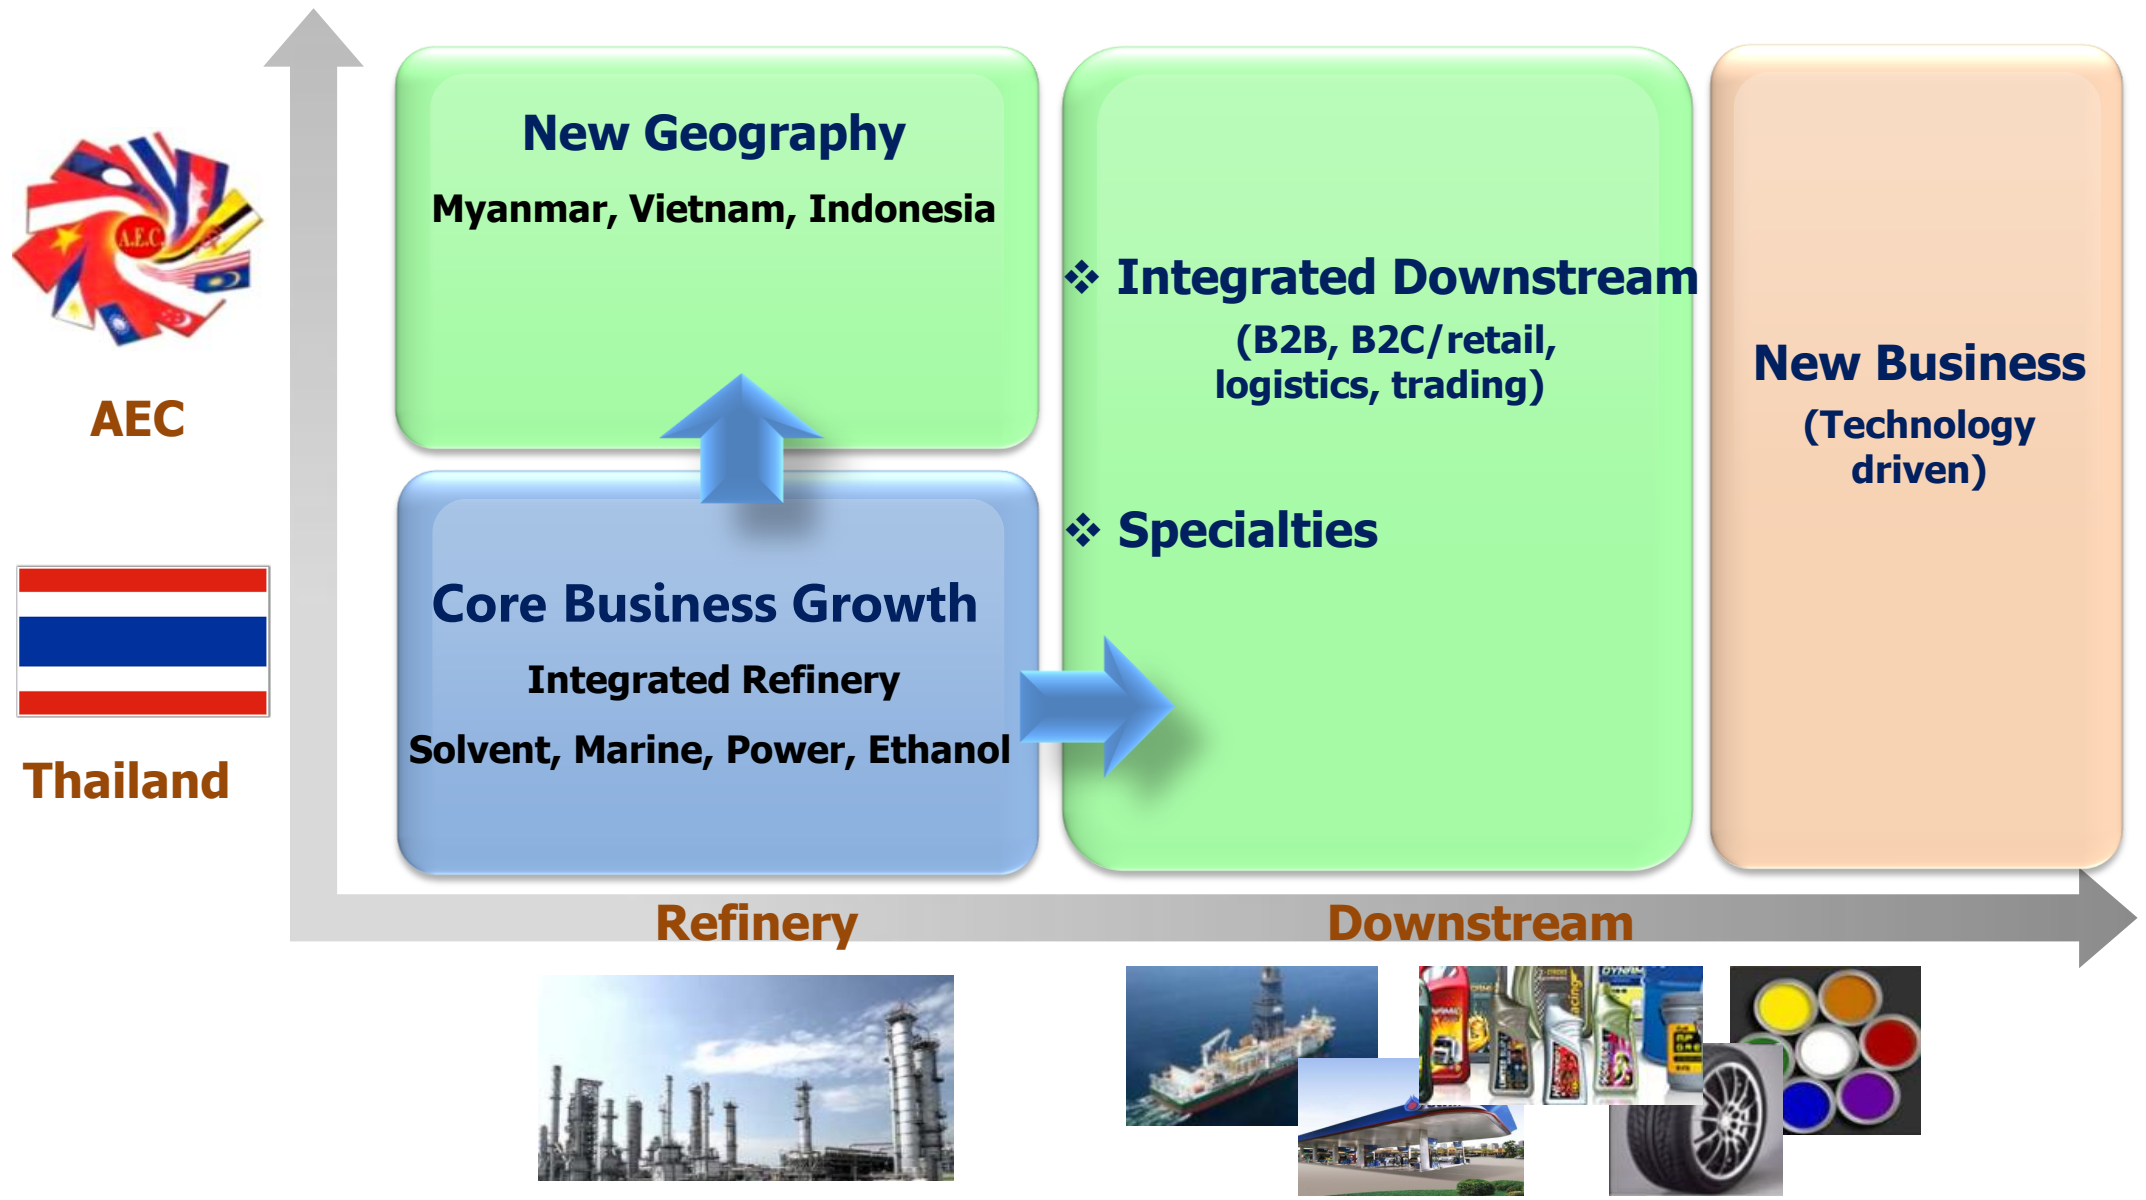 New Geography
Myanmar, Vietnam, Indonesia
A.E.C.
AEC
❖ Integrated Downstream
(B2B, B2C/retail,
logistics, trading)
❖ Specialties
New Business
(Technology
driven)
Core Business Growth
Integrated Refinery
Solvent, Marine, Power, Ethanol
Thailand
Refinery
Downstream